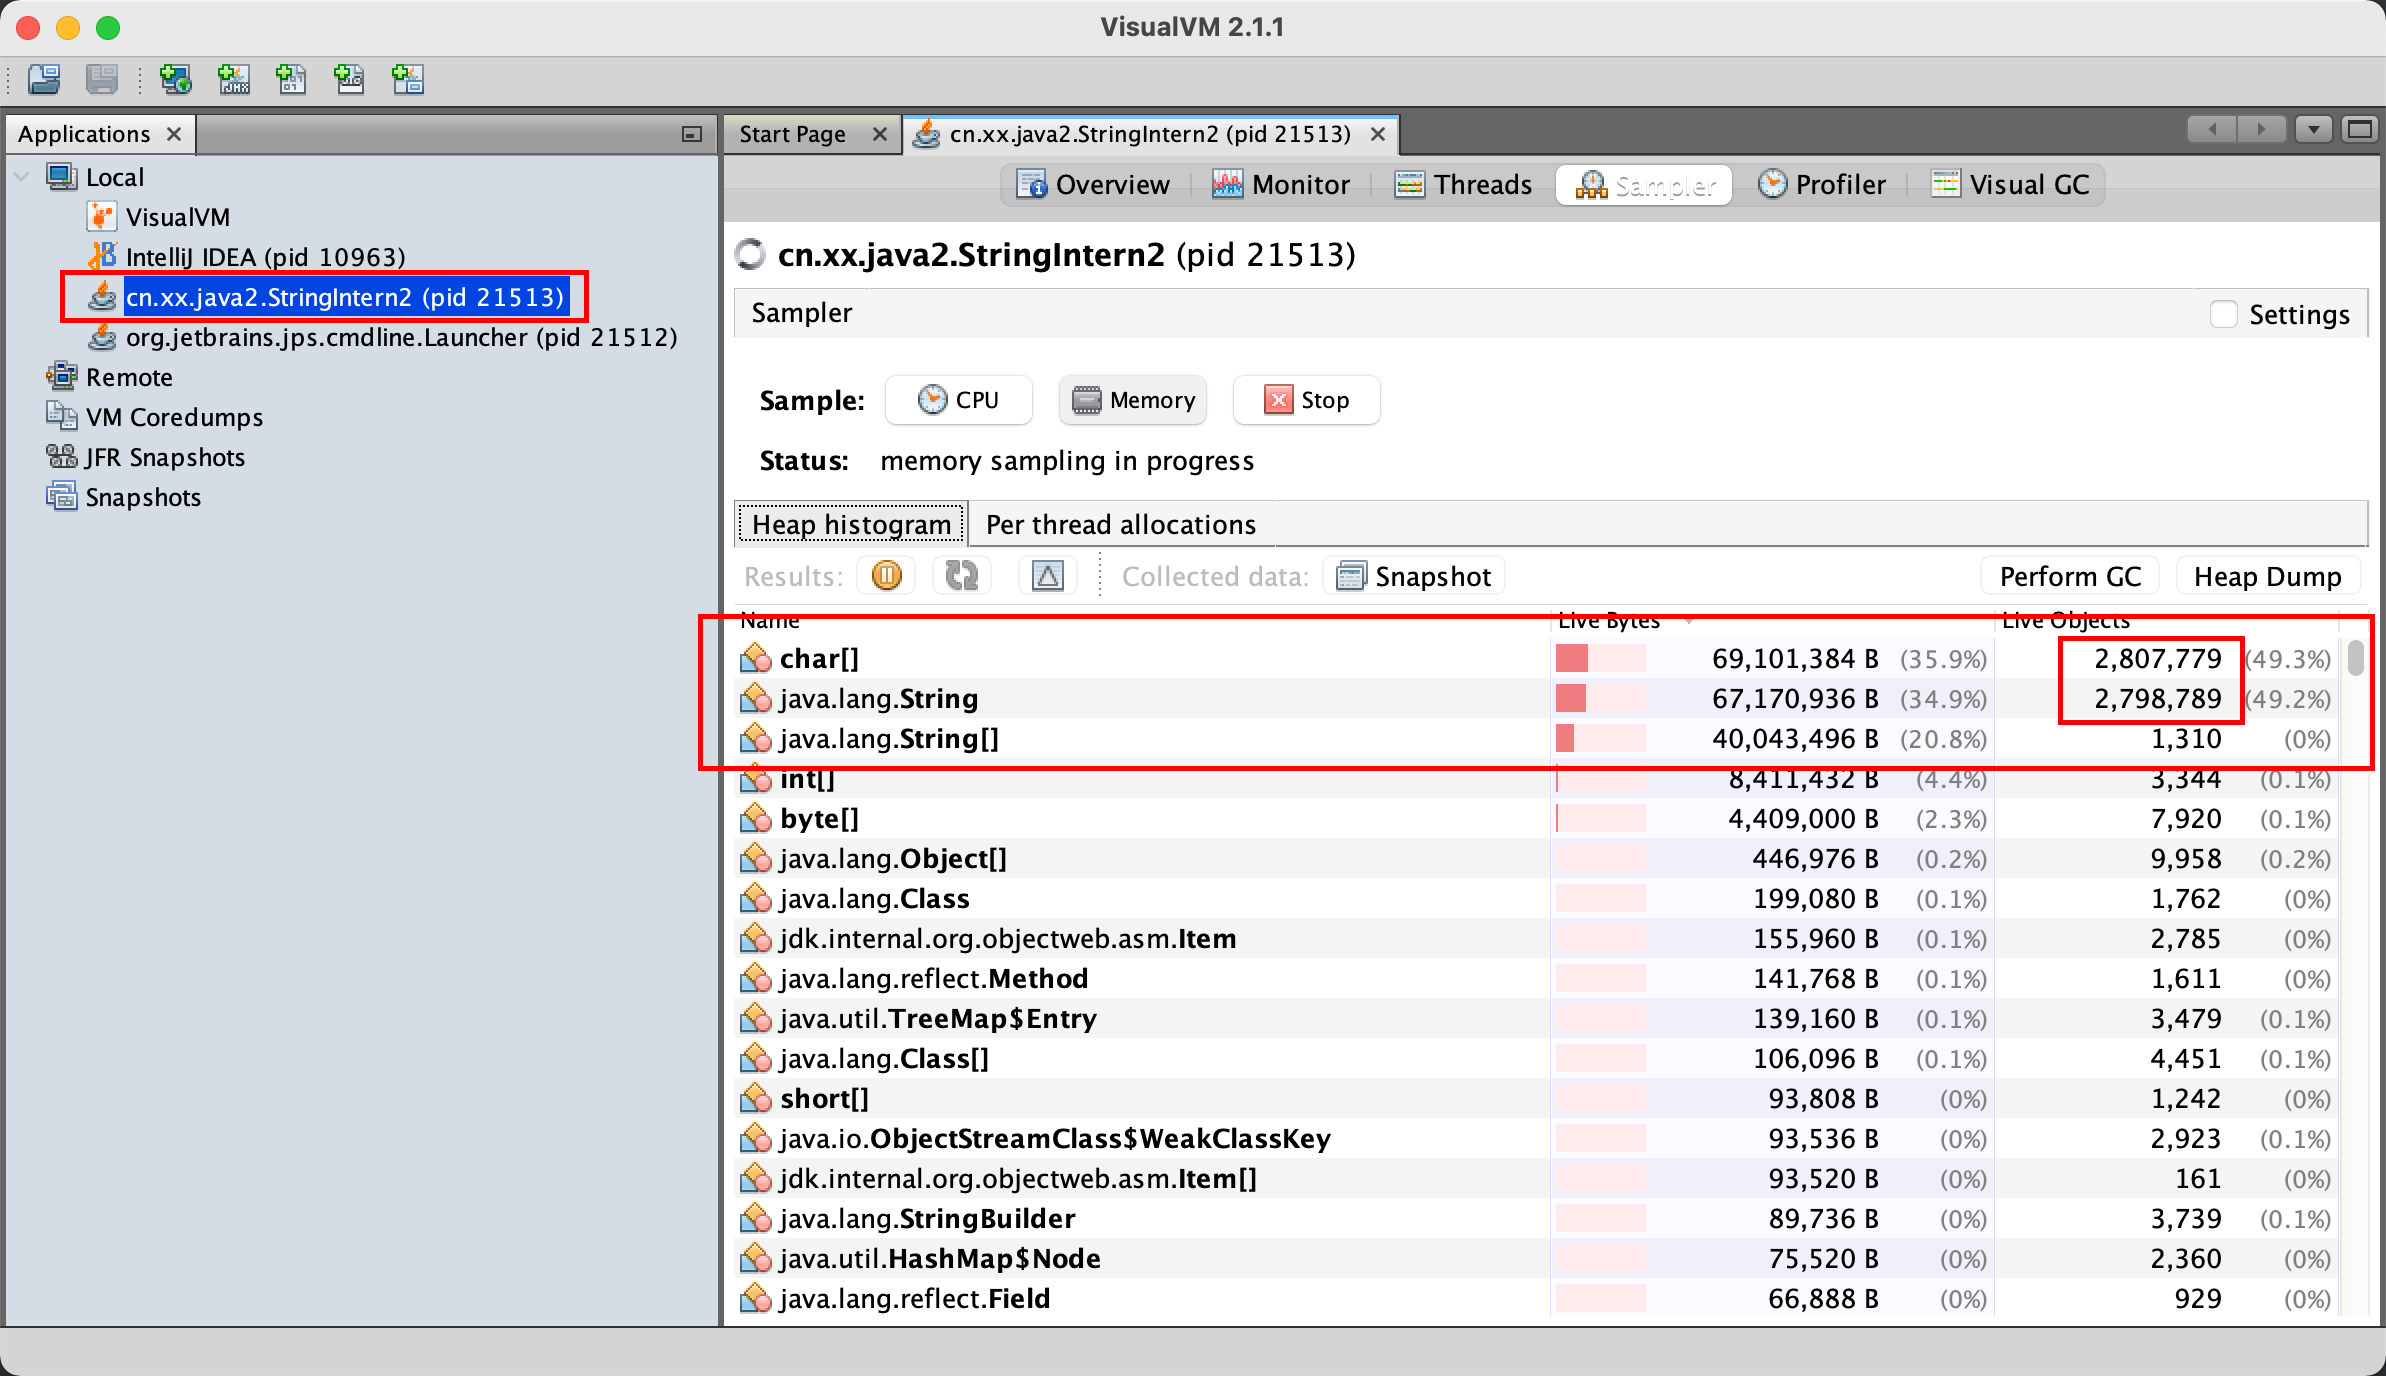 VisualVM 2.1.1
Applications
Start Page
cn.xx.java2.StringIntern2 (pid 21513)
Local
VisualVM
IntelliJ IDEA (pid 10963)
cn.xx.java2.StringIntern2 (pid 21513)
org.jetbrains.jps.cmdline.Launcher (pid 21512)
Remote
VM Coredumps
JFR Snapshots
Snapshots
Overview Monitor Threads Sampler Profiler Visual GC
cn.xx.java2.StringIntern2 (pid 21513)
Sampler Settings
Sample: CPU Memory Stop
Status: memory sampling in progress
Heap histogram Per thread allocations
Results: Collected data: Snapshot Perform GC Heap Dump
Name Live Bytes Live Objects
char[] 69,101,384 B (35.9%) 2,807,779 (49.3%)
java.lang.String 67,170,936 B (34.9%) 2,798,789 (49.2%)
java.lang.String[] 40,043,496 B (20.8%) 1,310 (0%)
int[] 8,411,432 B (4.4%) 3,344 (0.1%)
byte[] 4,409,000 B (2.3%) 7,920 (0.1%)
java.lang.Object[] 446,976 B (0.2%) 9,958 (0.2%)
java.lang.Class 199,080 B (0.1%) 1,762 (0%)
jdk.internal.org.objectweb.asm.Item 155,960 B (0.1%) 2,785 (0%)
java.lang.reflect.Method 141,768 B (0.1%) 1,611 (0%)
java.util.TreeMap$Entry 139,160 B (0.1%) 3,479 (0.1%)
java.lang.Class[] 106,096 B (0.1%) 4,451 (0.1%)
short[] 93,808 B (0%) 1,242 (0%)
java.io.ObjectStreamClass$WeakClassKey 93,536 B (0%) 2,923 (0.1%)
jdk.internal.org.objectweb.asm.Item[] 93,520 B (0%) 161 (0%)
java.lang.StringBuilder 89,736 B (0%) 3,739 (0.1%)
java.util.HashMap$Node 75,520 B (0%) 2,360 (0%)
java.lang.reflect.Field 66,888 B (0%) 929 (0%)